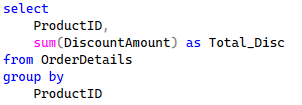 select
    ProductID,
    sum(DiscountAmount) as Total_Disc
from OrderDetails
group by
    ProductID